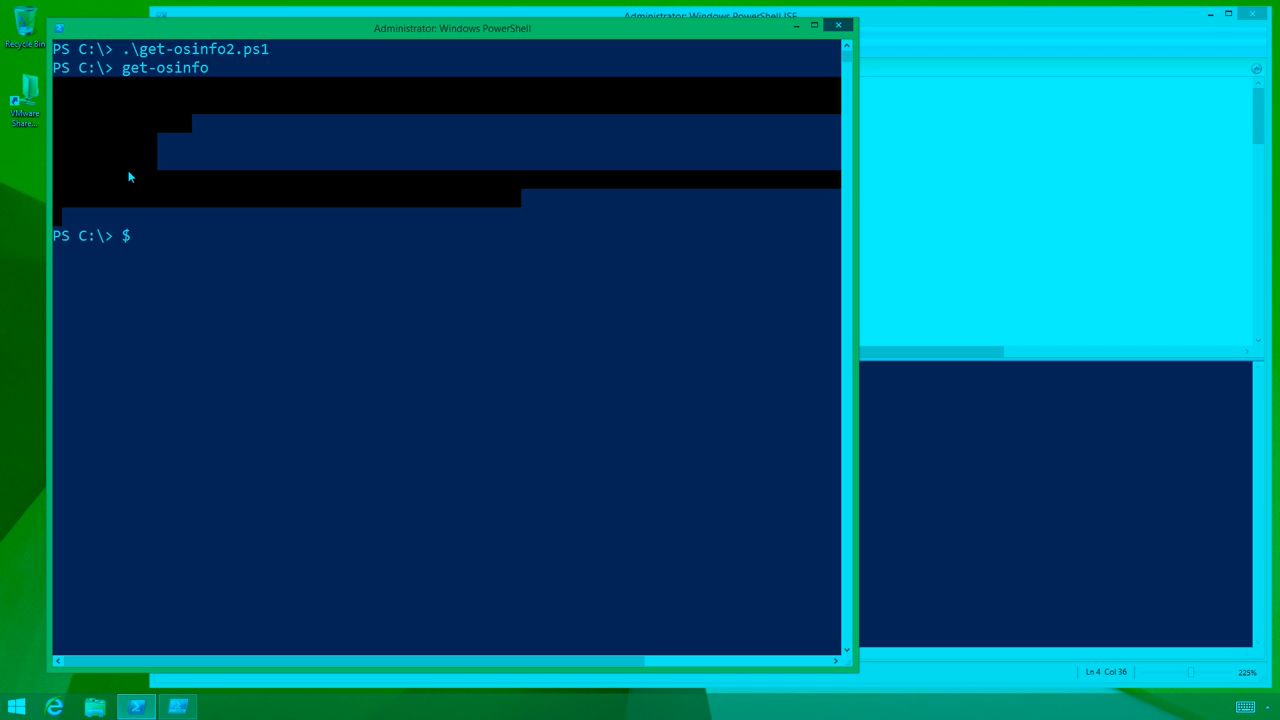 Recycle Bin
VMware
Share...
Administrator: Windows PowerShell ISE
Administrator: Windows PowerShell
PS C:\> .\get-osinfo2.ps1
PS C:\> get-osinfo
PS C:\> $
Ln 4 Col 36
225%